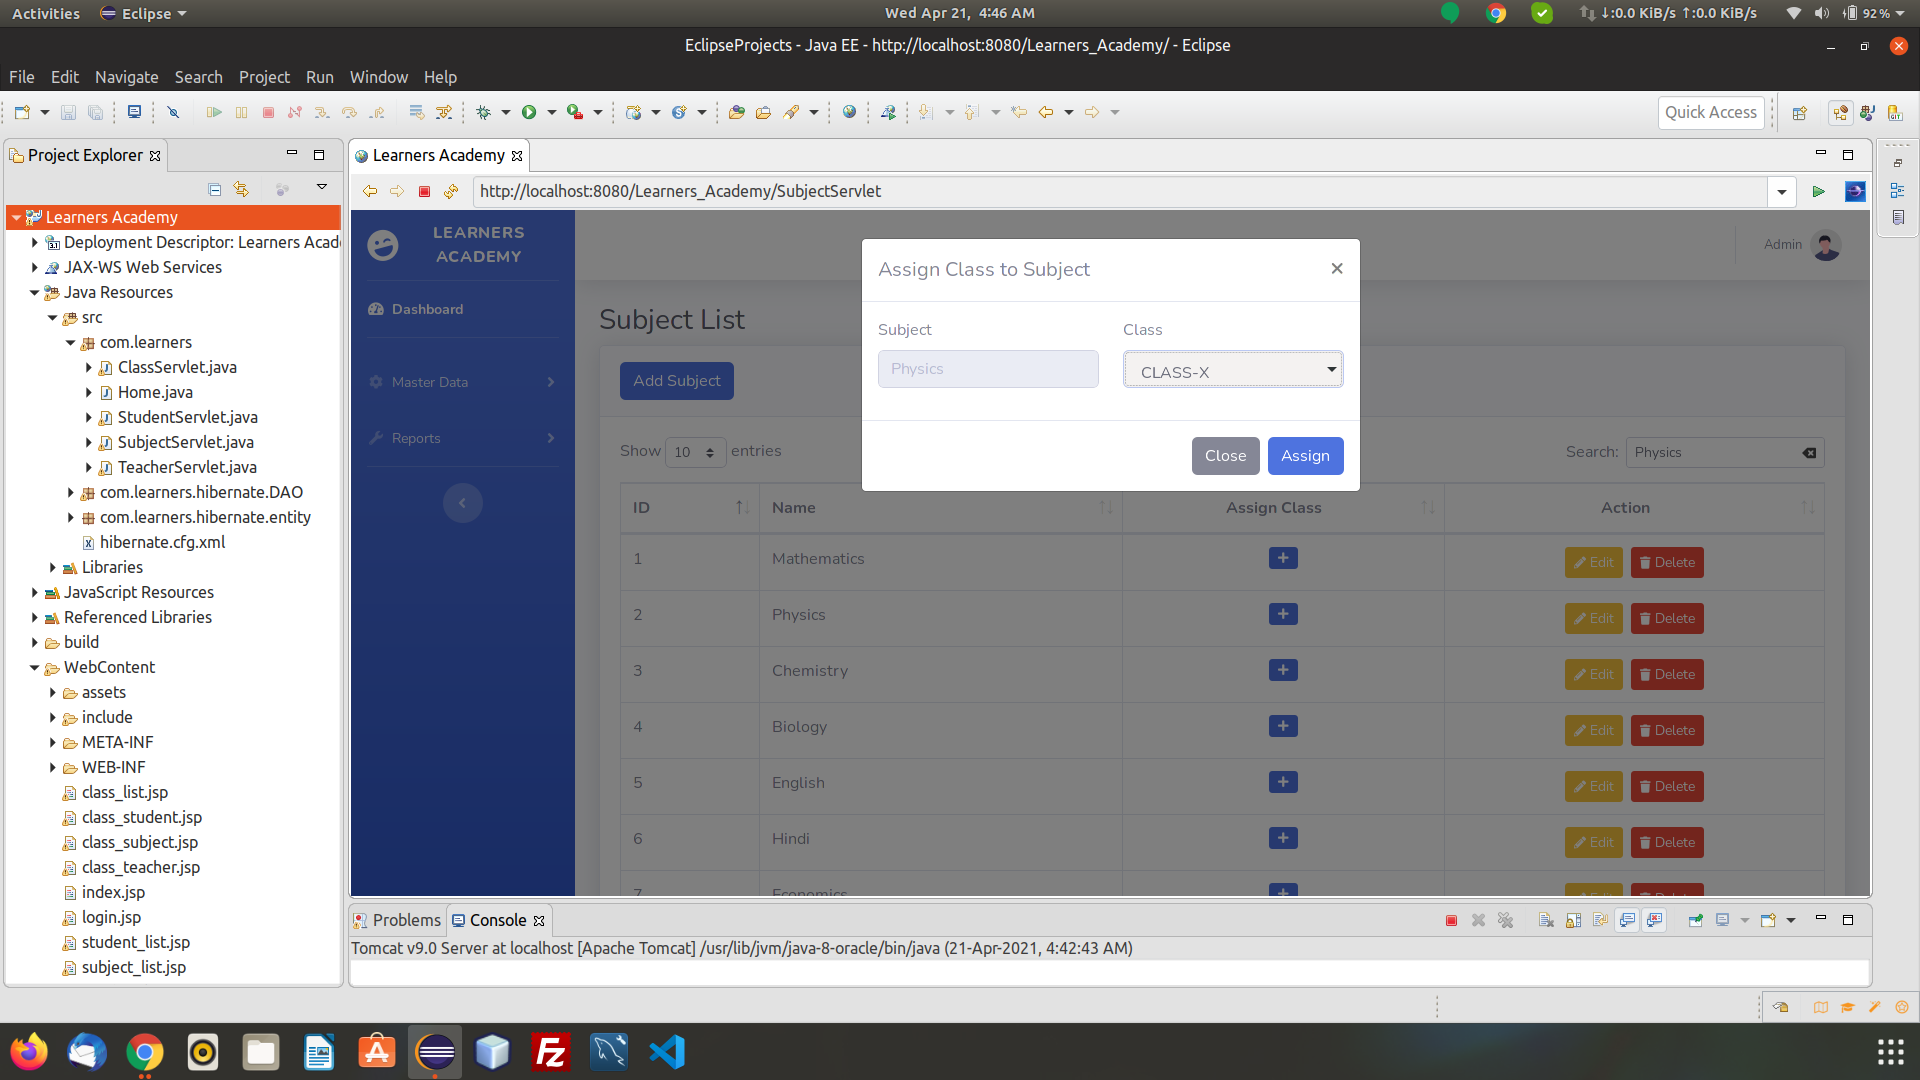 Activities Eclipse Wed Apr 21, 4:46 AM ↓:0.0 KiB/s ↑:0.0 KiB/s 92 %
EclipseProjects - Java EE - http://localhost:8080/Learners_Academy/ - Eclipse
File Edit Navigate Search Project Run Window Help
Quick Access
Project Explorer
Learners Academy
Deployment Descriptor: Learners Acad
JAX-WS Web Services
Java Resources
src
com.learners
ClassServlet.java
Home.java
StudentServlet.java
SubjectServlet.java
TeacherServlet.java
com.learners.hibernate.DAO
com.learners.hibernate.entity
hibernate.cfg.xml
Libraries
JavaScript Resources
Referenced Libraries
build
WebContent
assets
include
META-INF
WEB-INF
class_list.jsp
class_student.jsp
class_subject.jsp
class_teacher.jsp
index.jsp
login.jsp
student_list.jsp
subject_list.jsp
Learners Academy
http://localhost:8080/Learners_Academy/SubjectServlet
LEARNERS
ACADEMY
Dashboard
Master Data
Reports
Admin
Subject List
Add Subject
Show 10 entries
Search: Physics
Assign Class to Subject
×
Subject Class
Physics CLASS-X
Close Assign
ID Name Assign Class Action
1 Mathematics + Edit Delete
2 Physics + Edit Delete
3 Chemistry + Edit Delete
4 Biology + Edit Delete
5 English + Edit Delete
6 Hindi + Edit Delete
7 Economics
Problems Console
Tomcat v9.0 Server at localhost [Apache Tomcat] /usr/lib/jvm/java-8-oracle/bin/java (21-Apr-2021, 4:42:43 AM)